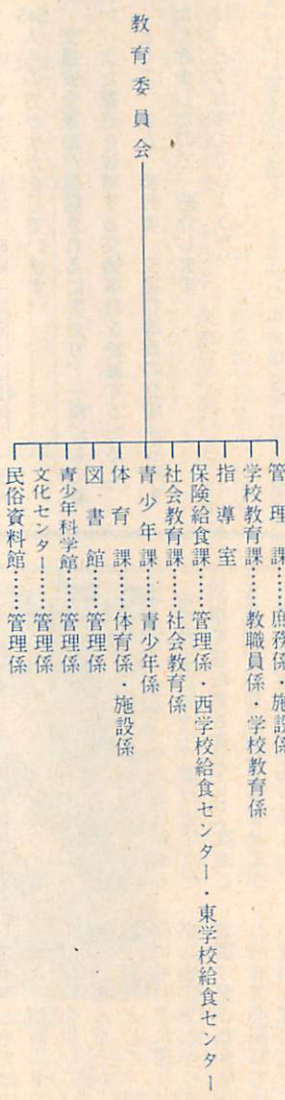 教育委員会
管理課……庶務係・施設係
学校教育課……教職員係・学校教育係
指導室
保険給食課……管理係・西学校給食センター・東学校給食センター
社会教育課……社会教育係
青少年課……青少年係
体育課……体育係・施設係
図書館……管理係
青少年科学館……管理係
文化センター……管理係
民俗資料館……管理係